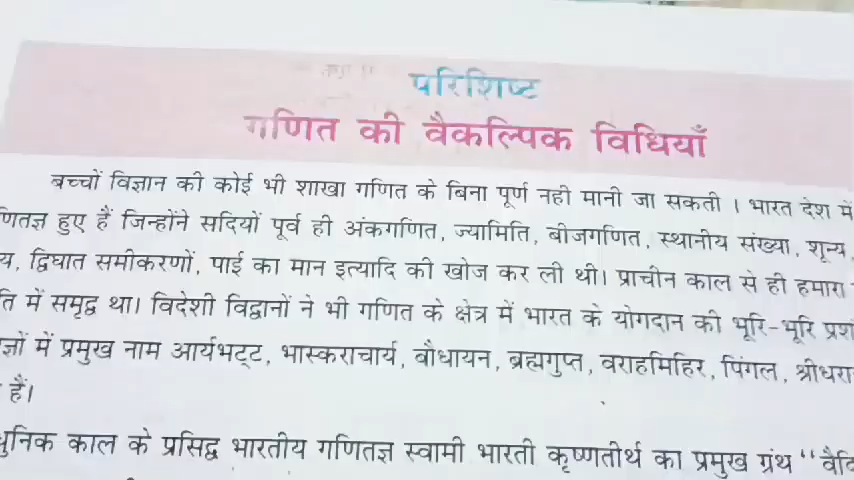 परिशिष्ट
गणित की वैकल्पिक विधियाँ
बच्चों विज्ञान की कोई भी शाखा गणित के बिना पूर्ण नही मानी जा सकती । भारत देश में
णितज्ञ हुए हैं जिन्होंने सदियों पूर्व ही अंकगणित, ज्यामिति, बीजगणित, स्थानीय संख्या, शून्य,
य, द्विघात समीकरणों, पाई का मान इत्यादि की खोज कर ली थी। प्राचीन काल से ही हमारा
ति में समृद्ध था। विदेशी विद्वानों ने भी गणित के क्षेत्र में भारत के योगदान की भूरि-भूरि प्रशं
ज्ञों में प्रमुख नाम आर्यभट्ट, भास्कराचार्य, बौधायन, ब्रह्मगुप्त, वराहमिहिर, पिंगल, श्रीधरा
हैं।
धुनिक काल के प्रसिद्ध भारतीय गणितज्ञ स्वामी भारती कृष्णतीर्थ का प्रमुख ग्रंथ "वैदि